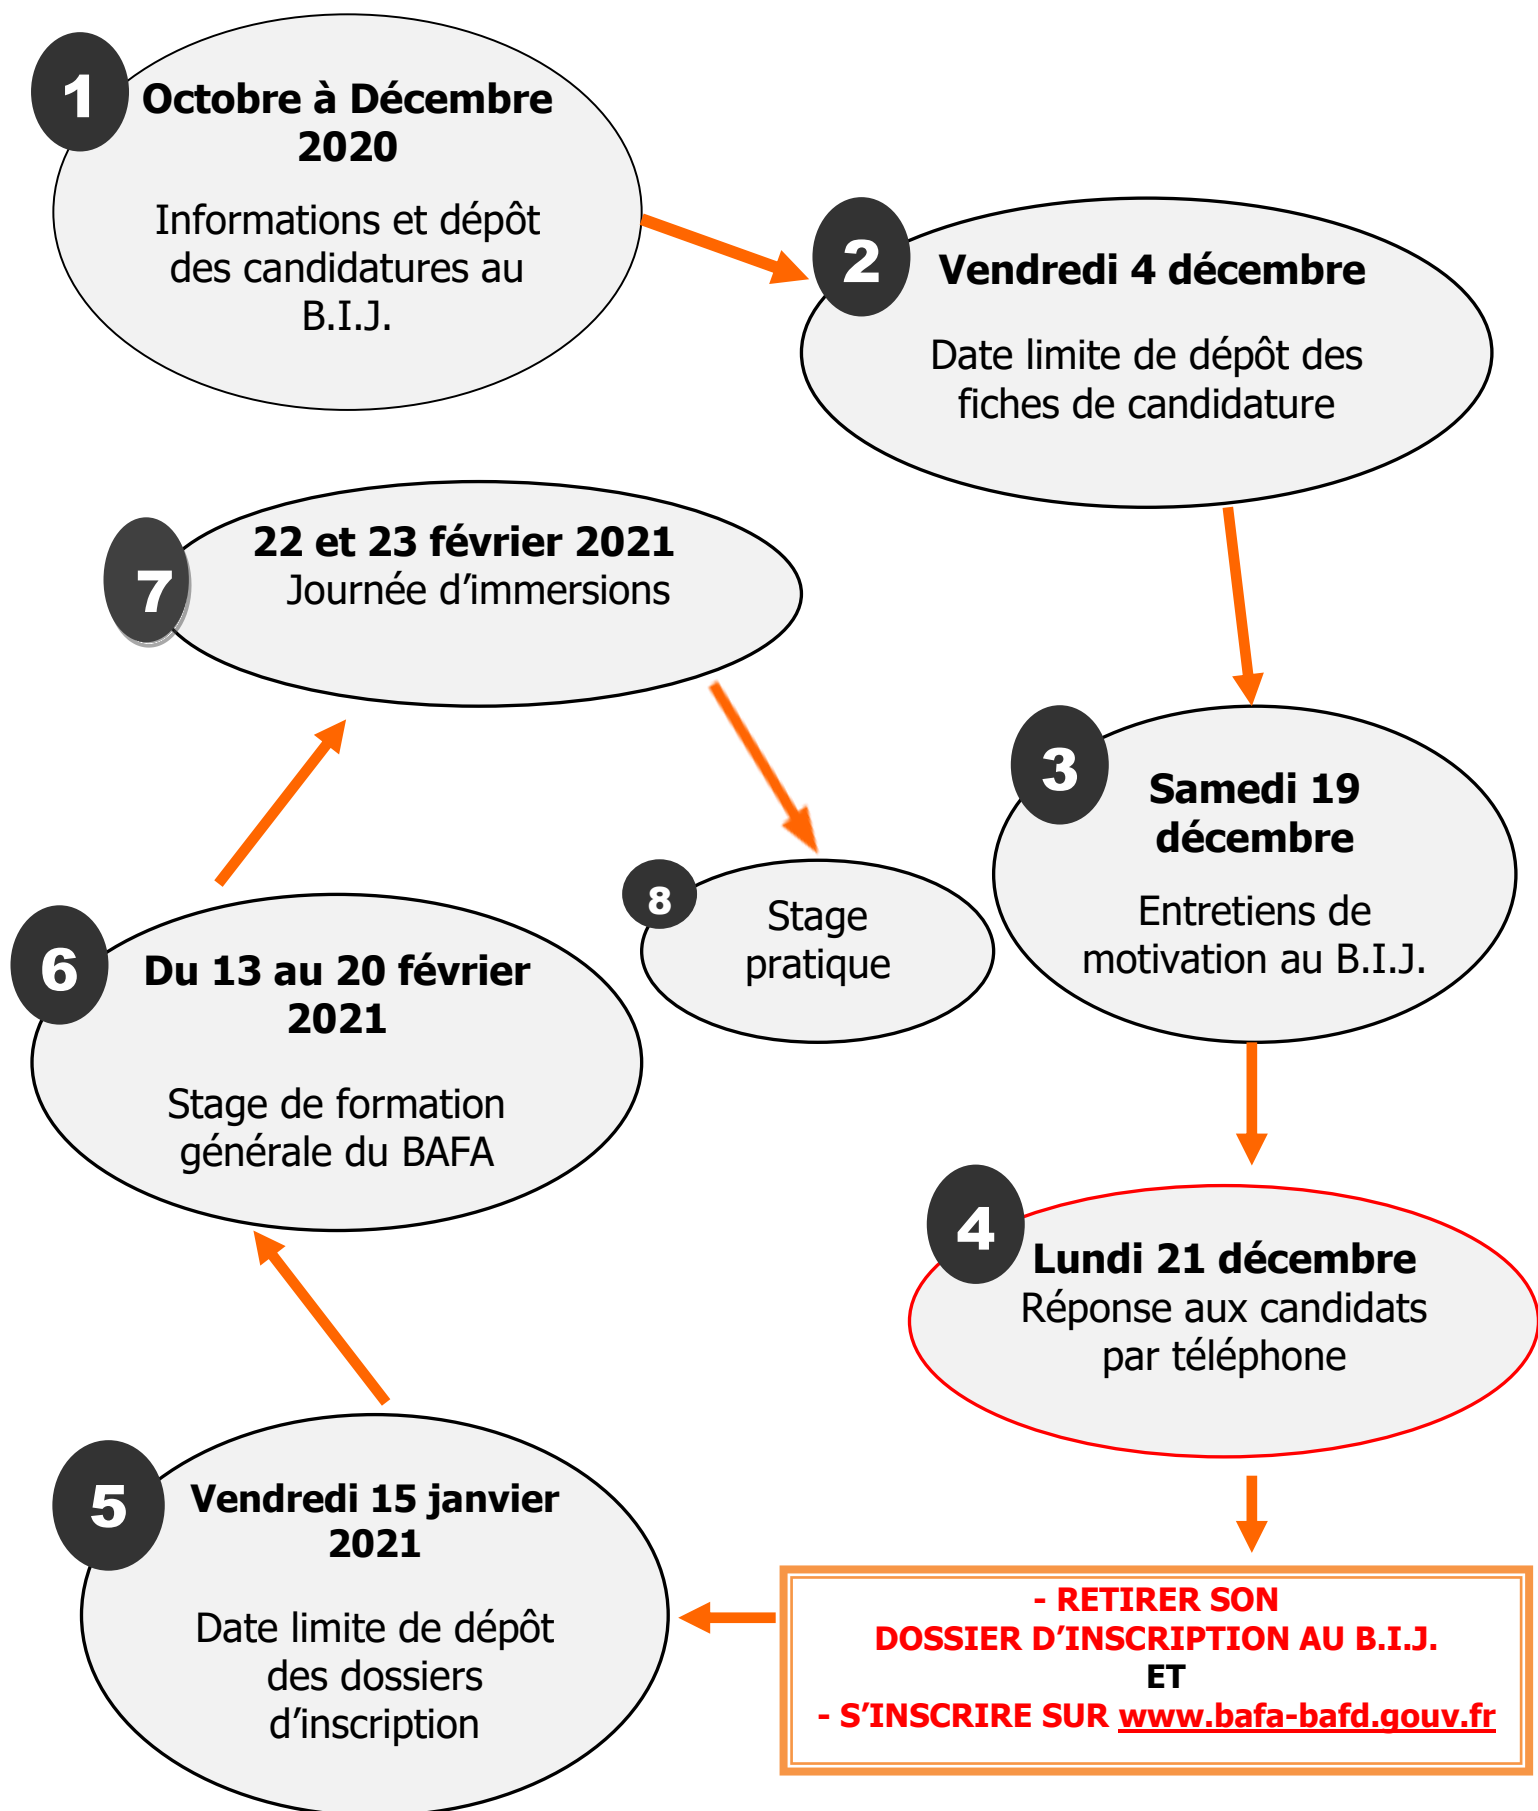 1
Octobre à Décembre
2020
Informations et dépôt
des candidatures au
B.I.J.
2
Vendredi 4 décembre
Date limite de dépôt des
fiches de candidature
3
Samedi 19
décembre
Entretiens de
motivation au B.I.J.
4
Lundi 21 décembre
Réponse aux candidats
par téléphone
- RETIRER SON
DOSSIER D’INSCRIPTION AU B.I.J.
ET
- S’INSCRIRE SUR www.bafa-bafd.gouv.fr
5
Vendredi 15 janvier
2021
Date limite de dépôt
des dossiers
d’inscription
6
Du 13 au 20 février
2021
Stage de formation
générale du BAFA
7
22 et 23 février 2021
Journée d’immersions
8
Stage
pratique